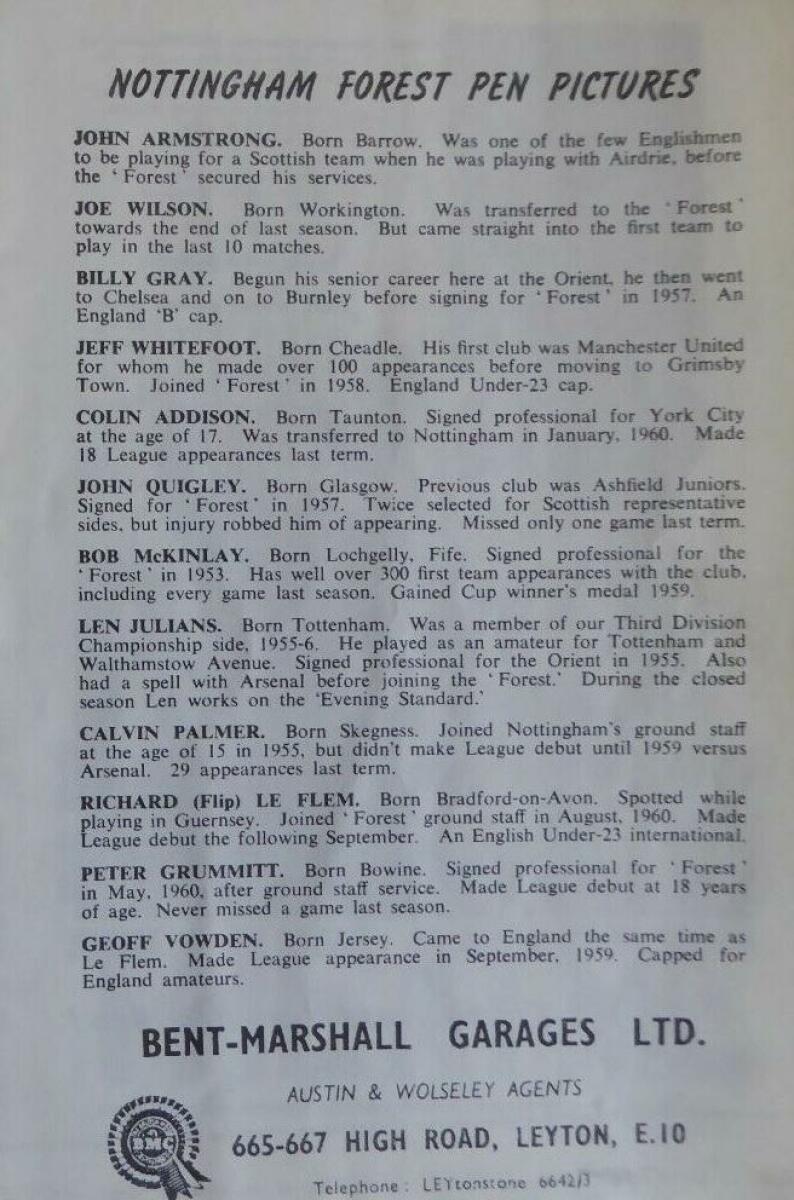 NOTTINGHAM FOREST PEN PICTURES
JOHN ARMSTRONG. Born Barrow. Was one of the few Englishmen
to be playing for a Scottish team when he was playing with Airdrie, before
the ' Forest ' secured his services.
JOE WILSON. Born Workington. Was transferred to the ' Forest '
towards the end of last season. But came straight into the first team to
play in the last 10 matches.
BILLY GRAY. Begun his senior career here at the Orient, he then went
to Chelsea and on to Burnley before signing for ' Forest ' in 1957. An
England 'B' cap.
JEFF WHITEFOOT. Born Cheadle. His first club was Manchester United
for whom he made over 100 appearances before moving to Grimsby
Town. Joined ' Forest ' in 1958. England Under-23 cap.
COLIN ADDISON. Born Taunton. Signed professional for York City
at the age of 17. Was transferred to Nottingham in January, 1960. Made
18 League appearances last term.
JOHN QUIGLEY. Born Glasgow. Previous club was Ashfield Juniors.
Signed for ' Forest ' in 1957. Twice selected for Scottish representative
sides, but injury robbed him of appearing. Missed only one game last term.
BOB McKINLAY. Born Lochgelly, Fife. Signed professional for the
' Forest ' in 1953. Has well over 300 first team appearances with the club,
including every game last season. Gained Cup winner's medal 1959.
LEN JULIANS. Born Tottenham. Was a member of our Third Division
Championship side, 1955-6. He played as an amateur for Tottenham and
Walthamstow Avenue. Signed professional for the Orient in 1955. Also
had a spell with Arsenal before joining the ' Forest.' During the closed
season Len works on the 'Evening Standard.'
CALVIN PALMER. Born Skegness. Joined Nottingham's ground staff
at the age of 15 in 1955, but didn't make League debut until 1959 versus
Arsenal. 29 appearances last term.
RICHARD (Flip) LE FLEM. Born Bradford-on-Avon. Spotted while
playing in Guernsey. Joined ' Forest ' ground staff in August, 1960. Made
League debut the following September. An English Under-23 international.
PETER GRUMMITT. Born Bowine. Signed professional for ' Forest '
in May, 1960, after ground staff service. Made League debut at 18 years
of age. Never missed a game last season.
GEOFF VOWDEN. Born Jersey. Came to England the same time as
Le Flem. Made League appearance in September, 1959. Capped for
England amateurs.
BENT-MARSHALL GARAGES LTD.
AUSTIN & WOLSELEY AGENTS
BMC
665-667 HIGH ROAD, LEYTON, E.10
Telephone : LEYtonstone 6642/3